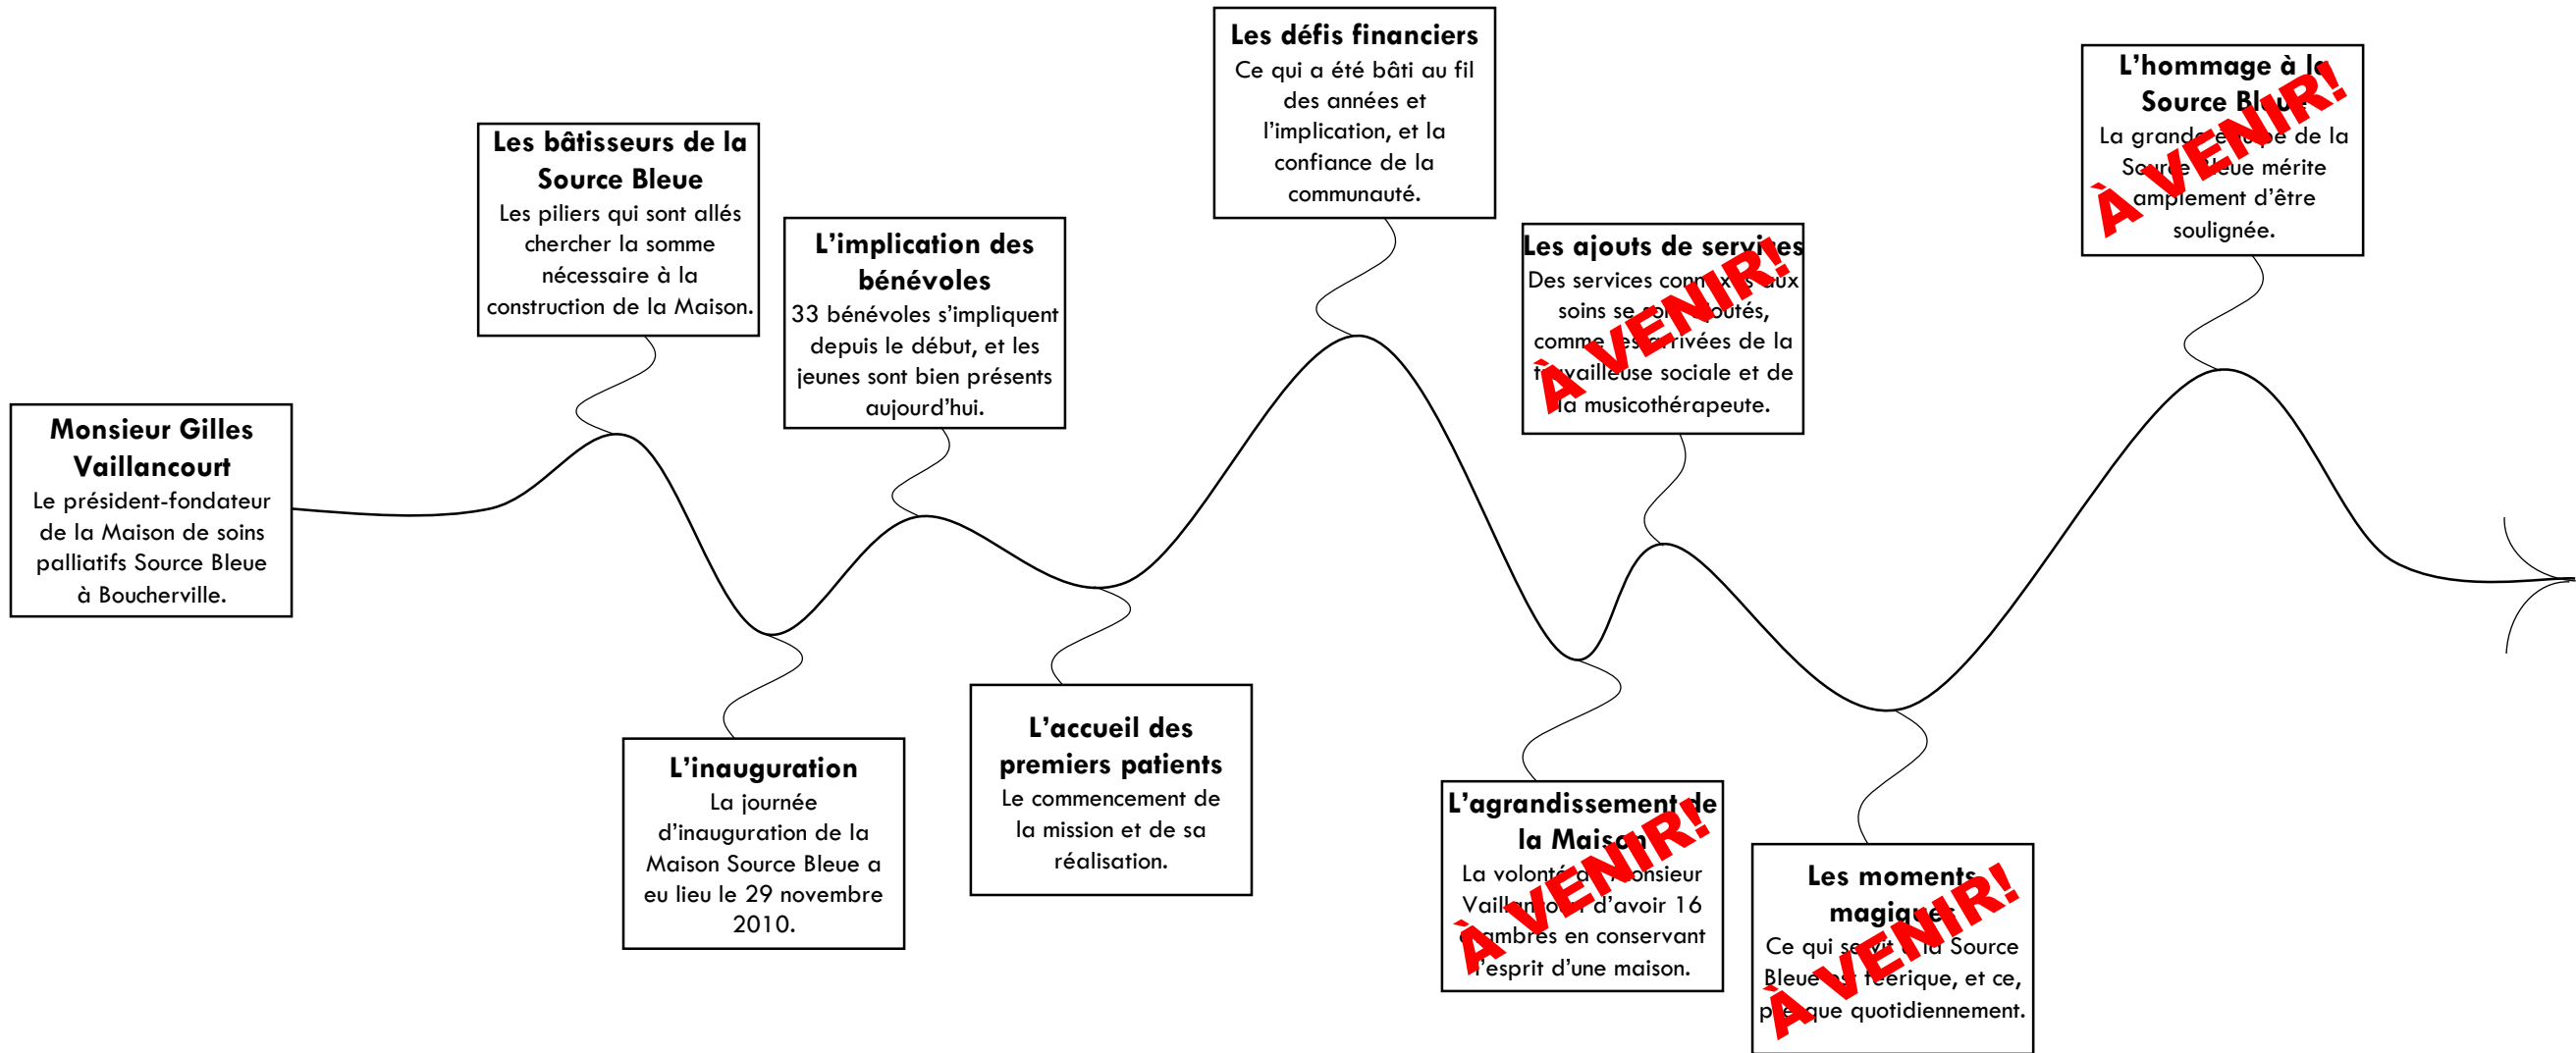 Monsieur Gilles
Vaillancourt
Le président-fondateur
de la Maison de soins
palliatifs Source Bleue
à Boucherville.
Les bâtisseurs de la
Source Bleue
Les piliers qui sont allés
chercher la somme
nécessaire à la
construction de la Maison.
L'inauguration
La journée
d'inauguration de la
Maison Source Bleue a
eu lieu le 29 novembre
2010.
L'implication des
bénévoles
33 bénévoles s'impliquent
depuis le début, et les
jeunes sont bien présents
aujourd'hui.
L'accueil des
premiers patients
Le commencement de
la mission et de sa
réalisation.
Les défis financiers
Ce qui a été bâti au fil
des années et
l'implication, et la
confiance de la
communauté.
L'agrandissement de
la Maison
La volonté de Monsieur
Vaillancourt d'avoir 16
chambres en conservant
l'esprit d'une maison.
À VENIR!
Les ajouts de services
Des services connexes aux
soins se sont ajoutés,
comme les arrivées de la
travailleuse sociale et de
la musicothérapeute.
À VENIR!
Les moments
magiques
Ce qui se vit à la Source
Bleue est féerique, et ce,
presque quotidiennement.
À VENIR!
L'hommage à la
Source Bleue
La grande équipe de la
Source Bleue mérite
amplement d'être
soulignée.
À VENIR!